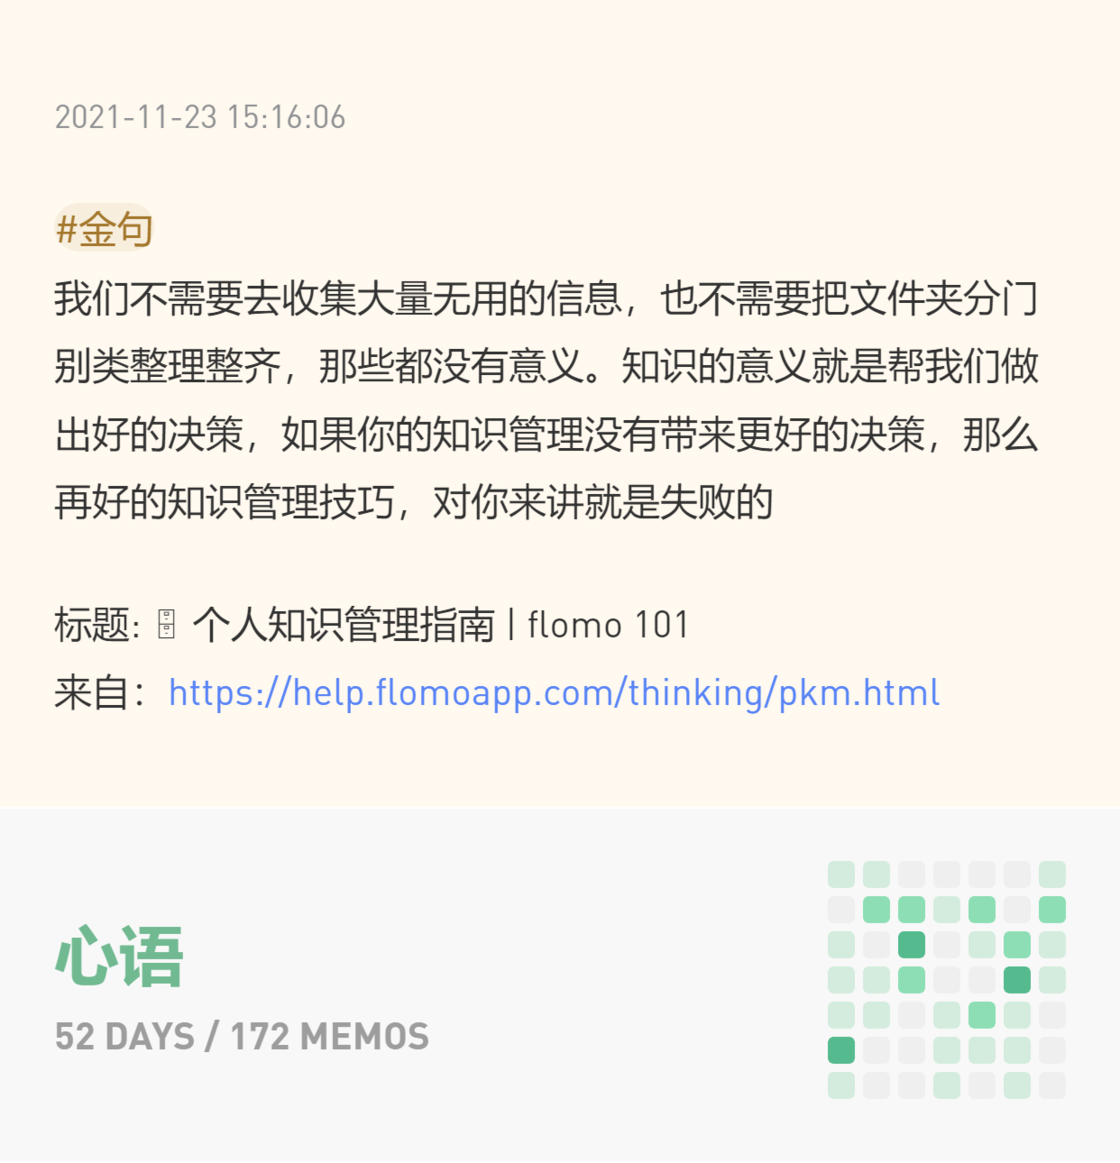 2021-11-23 15:16:06
#金句
我们不需要去收集大量无用的信息，也不需要把文件夹分门
别类整理整齐，那些都没有意义。知识的意义就是帮我们做
出好的决策，如果你的知识管理没有带来更好的决策，那么
再好的知识管理技巧，对你来讲就是失败的
标题: 🗄 个人知识管理指南 | flomo 101
来自：https://help.flomoapp.com/thinking/pkm.html
心语
52 DAYS / 172 MEMOS